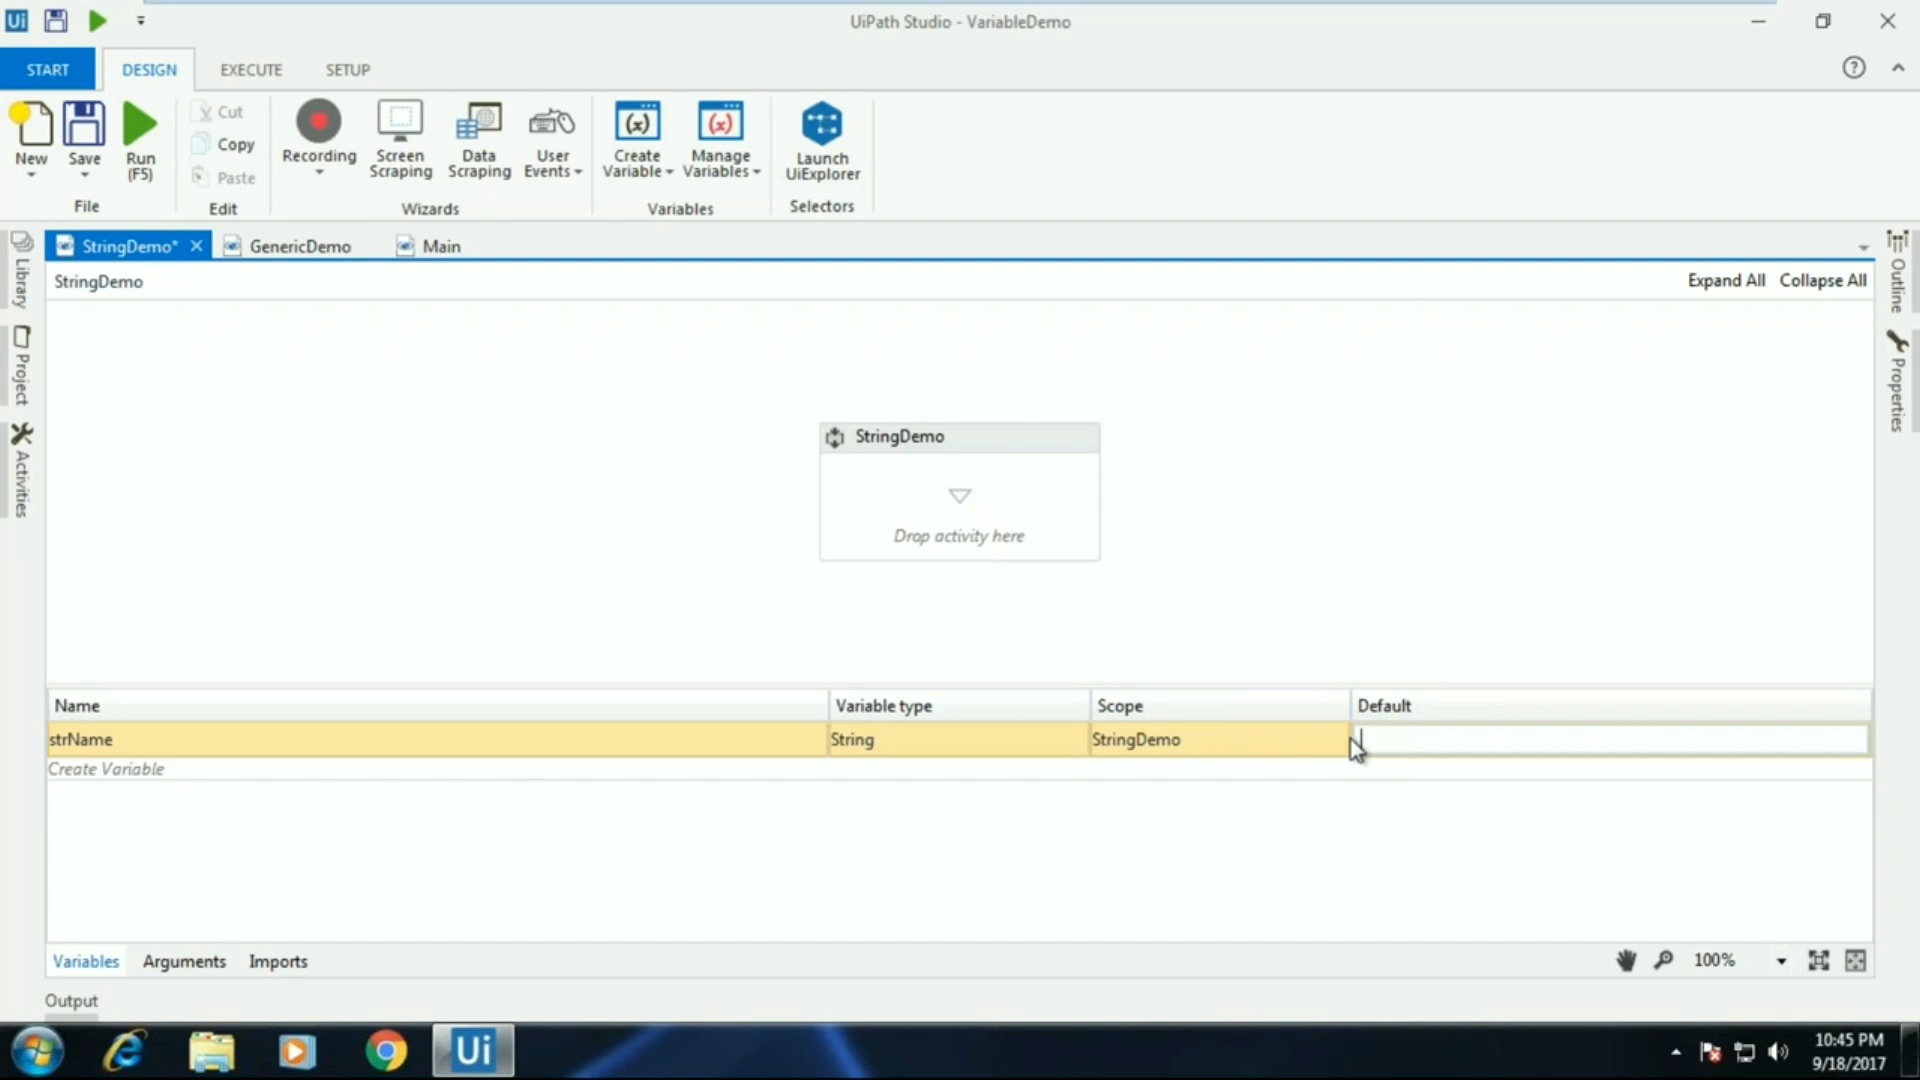 Ui
UiPath Studio - VariableDemo
START DESIGN EXECUTE SETUP
New Save Run (F5)
Cut
Copy
Paste
Recording
Screen Scraping
Data Scraping
User Events
Create Variable
Manage Variables
Launch UiExplorer
File Edit Wizards Variables Selectors
StringDemo* GenericDemo Main
StringDemo Expand All Collapse All
Library
Project
Activities
Outline
Properties
StringDemo
Drop activity here
Name Variable type Scope Default
strName String StringDemo
Create Variable
Variables Arguments Imports 100%
Output
Ui
10:45 PM
9/18/2017